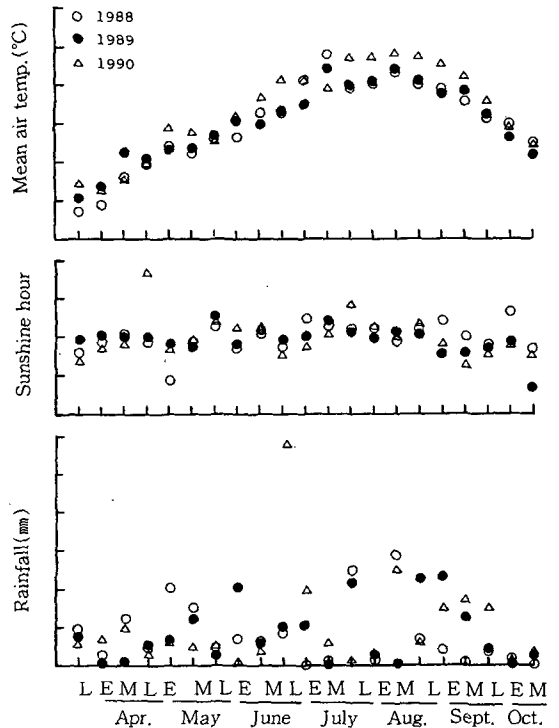 1988
1989
1990
Mean air temp. (°C)
Sunshine hour
Rainfall (mm)
L E M L E M L E M L E M L E M L E M L E M
Apr. May June July Aug. Sept. Oct.